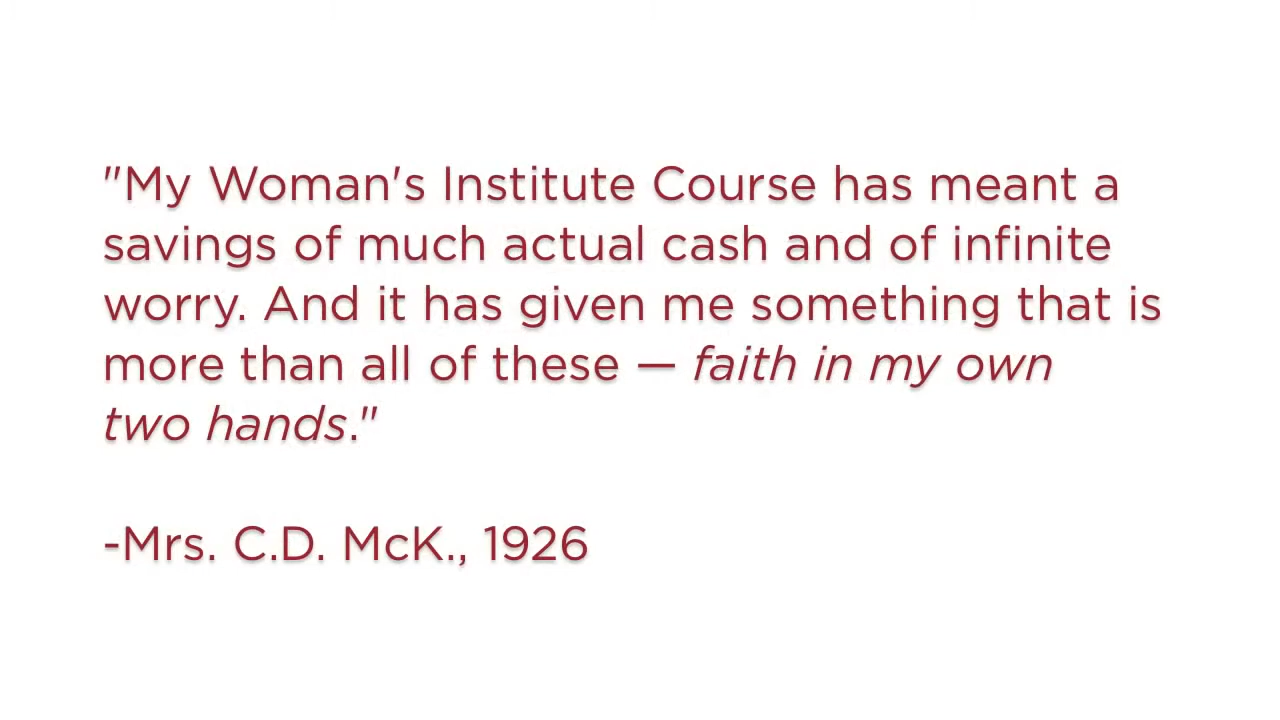 "My Woman's Institute Course has meant a
savings of much actual cash and of infinite
worry. And it has given me something that is
more than all of these — faith in my own
two hands."
-Mrs. C.D. McK., 1926